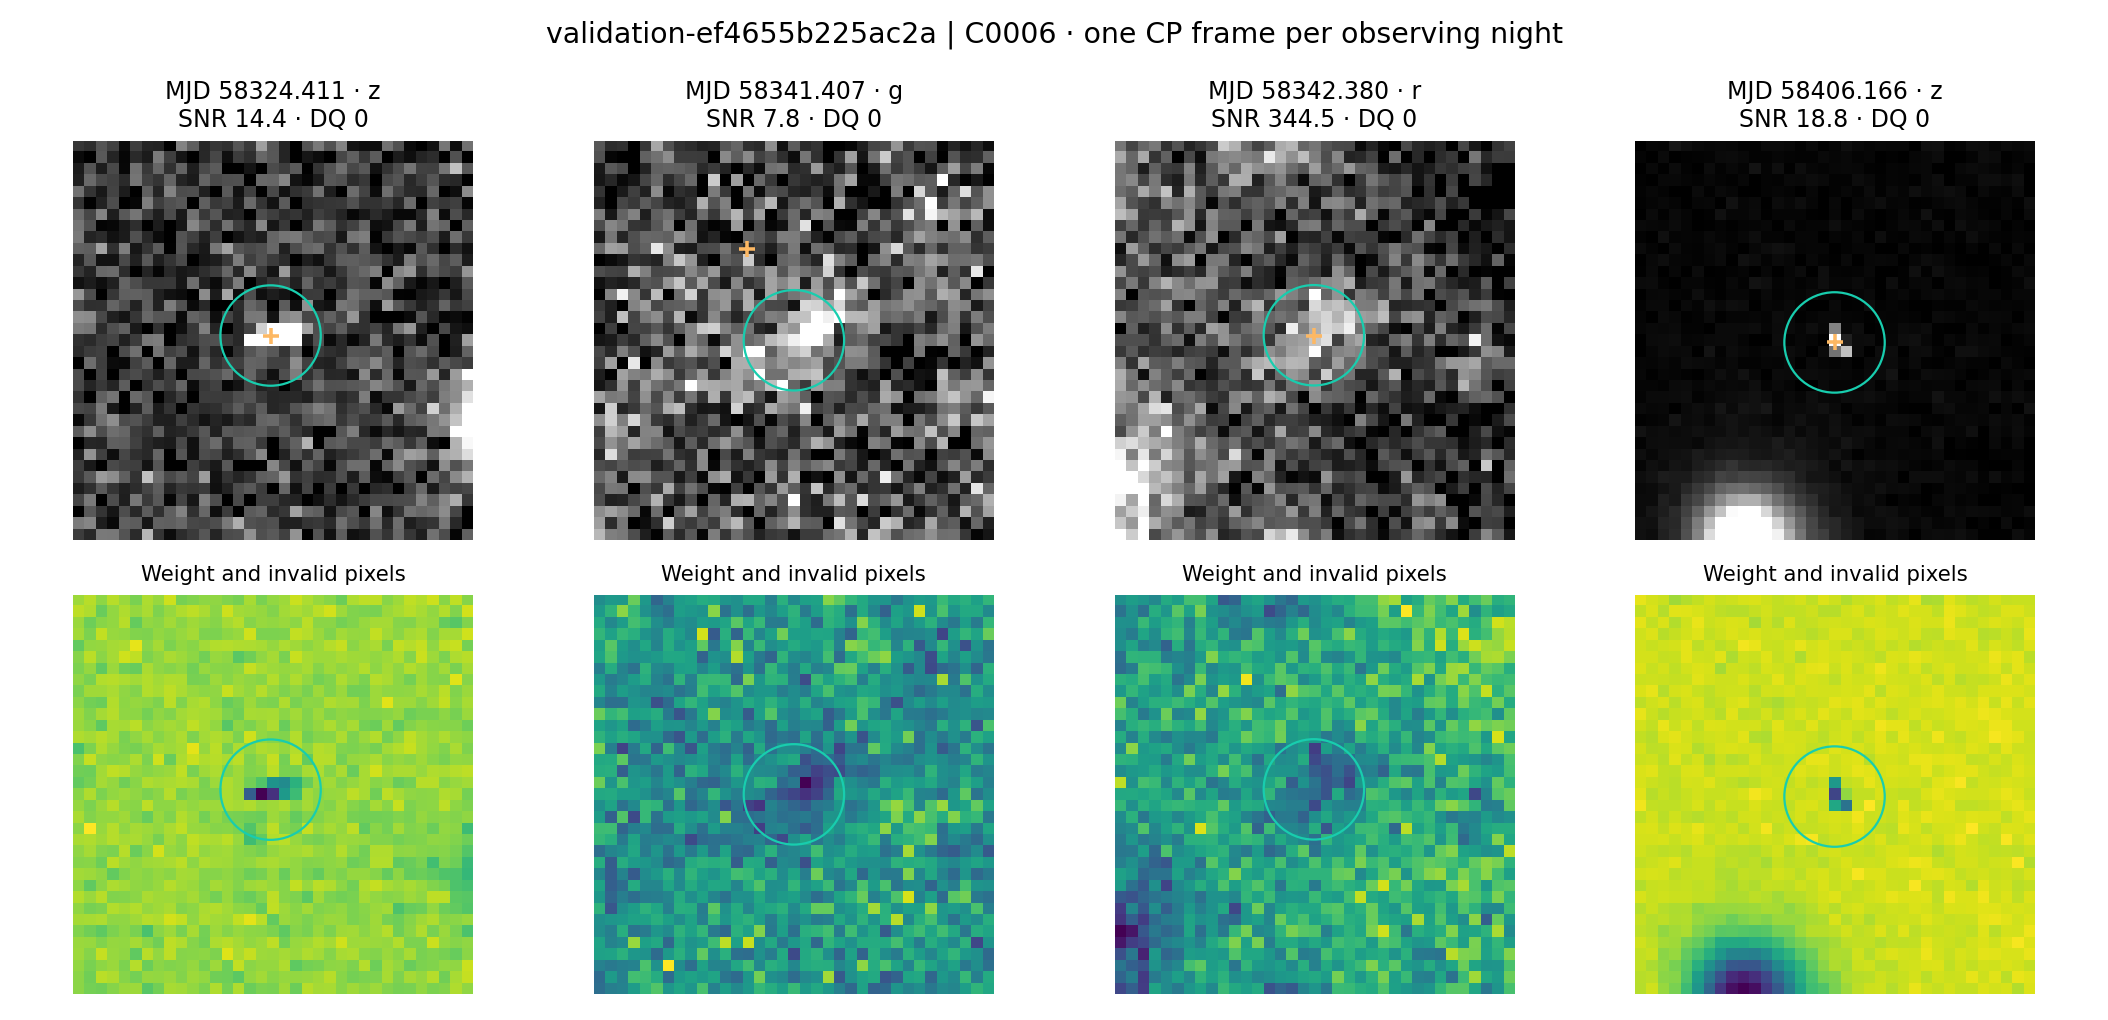 validation-ef4655b225ac2a | C0006 · one CP frame per observing night
MJD 58324.411 · z
SNR 14.4 · DQ 0
MJD 58341.407 · g
SNR 7.8 · DQ 0
MJD 58342.380 · r
SNR 344.5 · DQ 0
MJD 58406.166 · z
SNR 18.8 · DQ 0
Weight and invalid pixels
Weight and invalid pixels
Weight and invalid pixels
Weight and invalid pixels